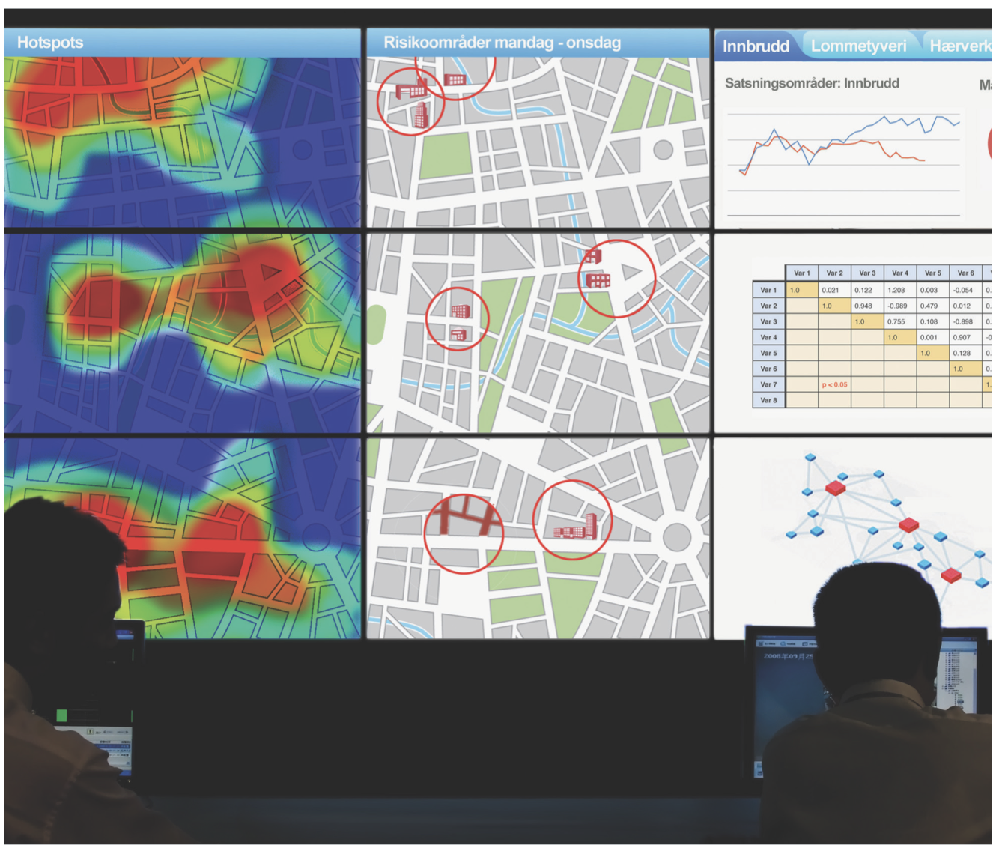 Hotspots
Risikoområder mandag - onsdag
Innbrudd Lommetyveri Hærverk
Satsningsområder: Innbrudd
Var 1 Var 2 Var 3 Var 4 Var 5 Var 6
Var 1 1.0 0.021 0.122 1.208 0.003 -0.054 0.
Var 2 1.0 0.948 -0.989 0.479 0.012 0.
Var 3 1.0 0.755 0.108 -0.898 0.
Var 4 1.0 0.001 0.907 -0
Var 5 1.0 0.128 0.
Var 6 1.0 0.
Var 7 p < 0.05 1.
Var 8
2008年09月25